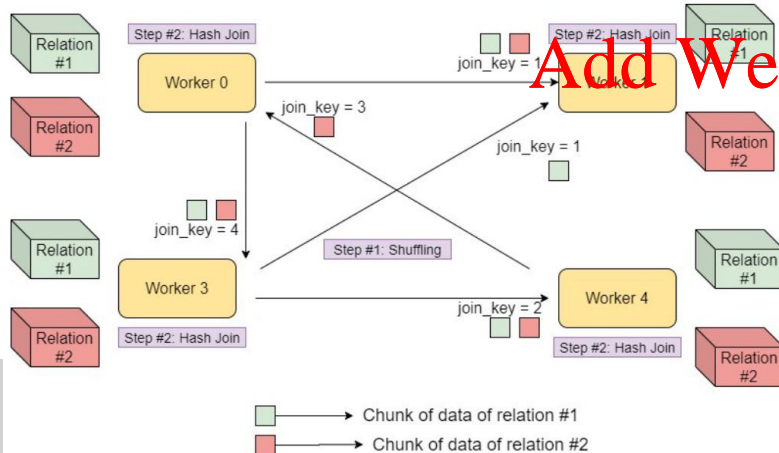 Step #2: Hash Join
Step #2: Hash Join
Relation
#1
Relation
#1
Worker 0
join_key = 1
Add We
Worker
join_key = 3
Relation
#2
Relation
#2
join_key = 1
join_key = 4
Step #1: Shuffling
Relation
#1
Relation
#1
Worker 3
Worker 4
join_key = 2
Step #2: Hash Join
Step #2: Hash Join
Relation
#2
Relation
#2
Chunk of data of relation #1
Chunk of data of relation #2